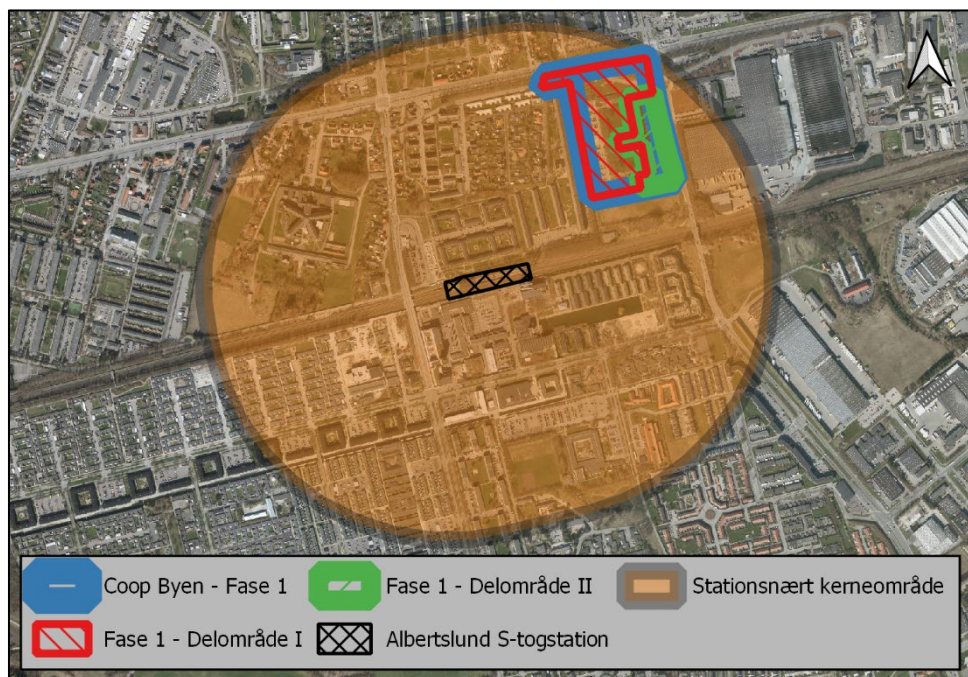 Coop Byen - Fase 1
Fase 1 - Delområde II
Stationsnært kerneområde
Fase 1 - Delområde I
Albertslund S-togstation